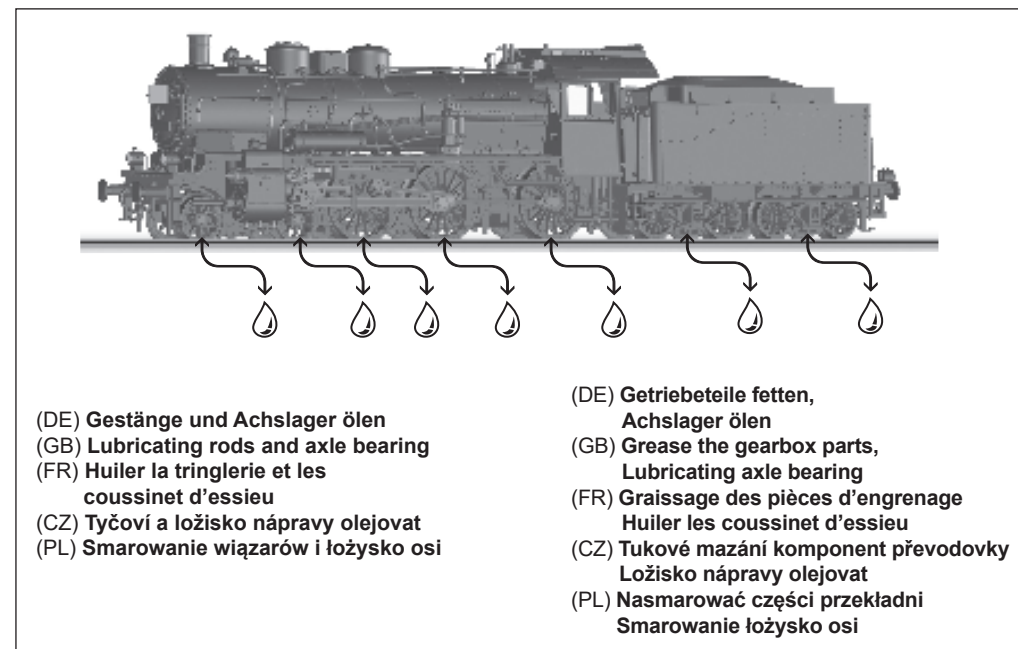 (DE) Gestänge und Achslager ölen
(GB) Lubricating rods and axle bearing
(FR) Huiler la tringlerie et les
coussinet d'essieu
(CZ) Tyčoví a ložisko nápravy olejovat
(PL) Smarowanie wiązarów i łożysko osi
(DE) Getriebeteile fetten,
Achslager ölen
(GB) Grease the gearbox parts,
Lubricating axle bearing
(FR) Graissage des pièces d'engrenage
Huiler les coussinet d'essieu
(CZ) Tukové mazání komponent převodovky
Ložisko nápravy olejovat
(PL) Nasmarować części przekładni
Smarowanie łożysko osi